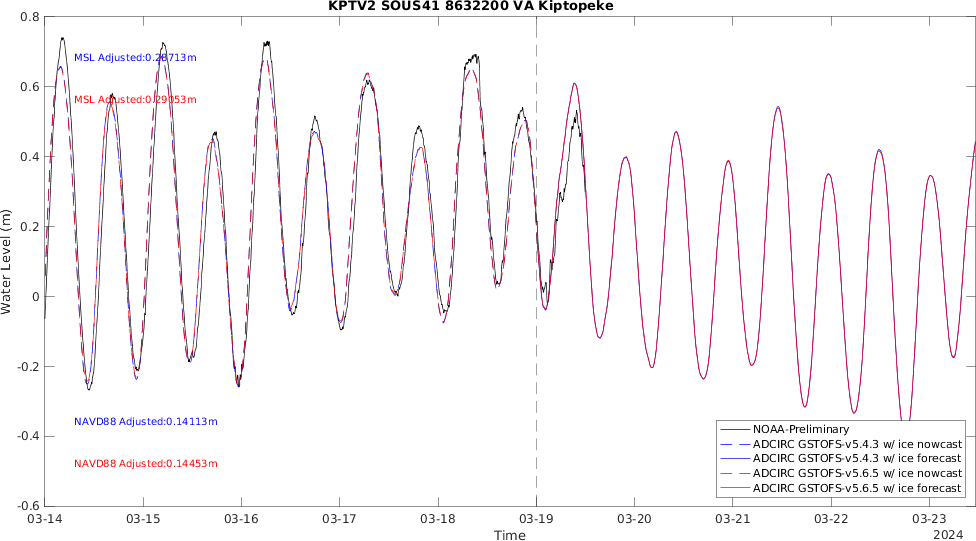 KPTV2 SOUS41 8632200 VA Kiptopeke
0.8
0.6
0.4
0.2
0
-0.2
-0.4
-0.6
Water Level (m)
MSL Adjusted:0.28713m
MSL Adjusted:0.29053m
NAVD88 Adjusted:0.14113m
NAVD88 Adjusted:0.14453m
NOAA-Preliminary
ADCIRC GSTOFS-v5.4.3 w/ ice nowcast
ADCIRC GSTOFS-v5.4.3 w/ ice forecast
ADCIRC GSTOFS-v5.6.5 w/ ice nowcast
ADCIRC GSTOFS-v5.6.5 w/ ice forecast
03-14 03-15 03-16 03-17 03-18 03-19 03-20 03-21 03-22 03-23
Time
2024